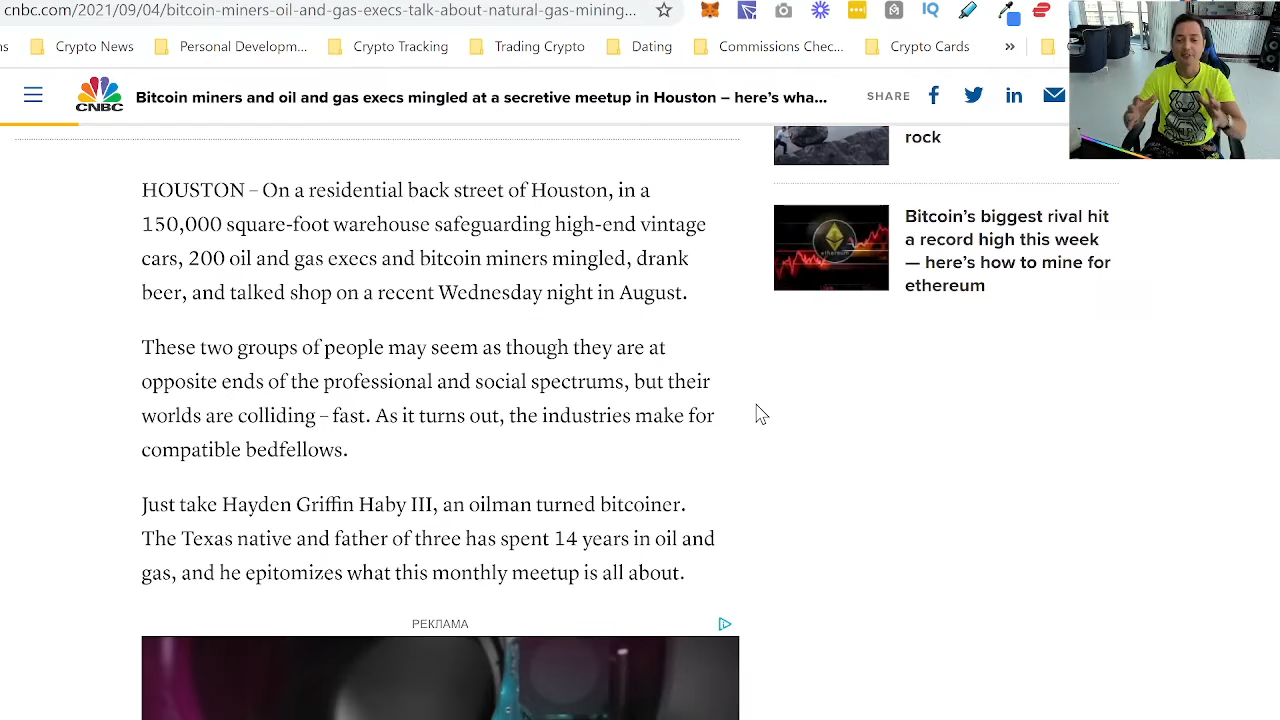 cnbc.com/2021/09/04/bitcoin-miners-oil-and-gas-execs-talk-about-natural-gas-mining...
IQ
ns Crypto News Personal Developm... Crypto Tracking Trading Crypto Dating Commissions Chec... Crypto Cards »
CNBC Bitcoin miners and oil and gas execs mingled at a secretive meetup in Houston – here's wha... SHARE
rock
HOUSTON – On a residential back street of Houston, in a
150,000 square-foot warehouse safeguarding high-end vintage
cars, 200 oil and gas execs and bitcoin miners mingled, drank
beer, and talked shop on a recent Wednesday night in August.
These two groups of people may seem as though they are at
opposite ends of the professional and social spectrums, but their
worlds are colliding – fast. As it turns out, the industries make for
compatible bedfellows.
Just take Hayden Griffin Haby III, an oilman turned bitcoiner.
The Texas native and father of three has spent 14 years in oil and
gas, and he epitomizes what this monthly meetup is all about.
РЕКЛАМА
Bitcoin's biggest rival hit
a record high this week
— here's how to mine for
ethereum